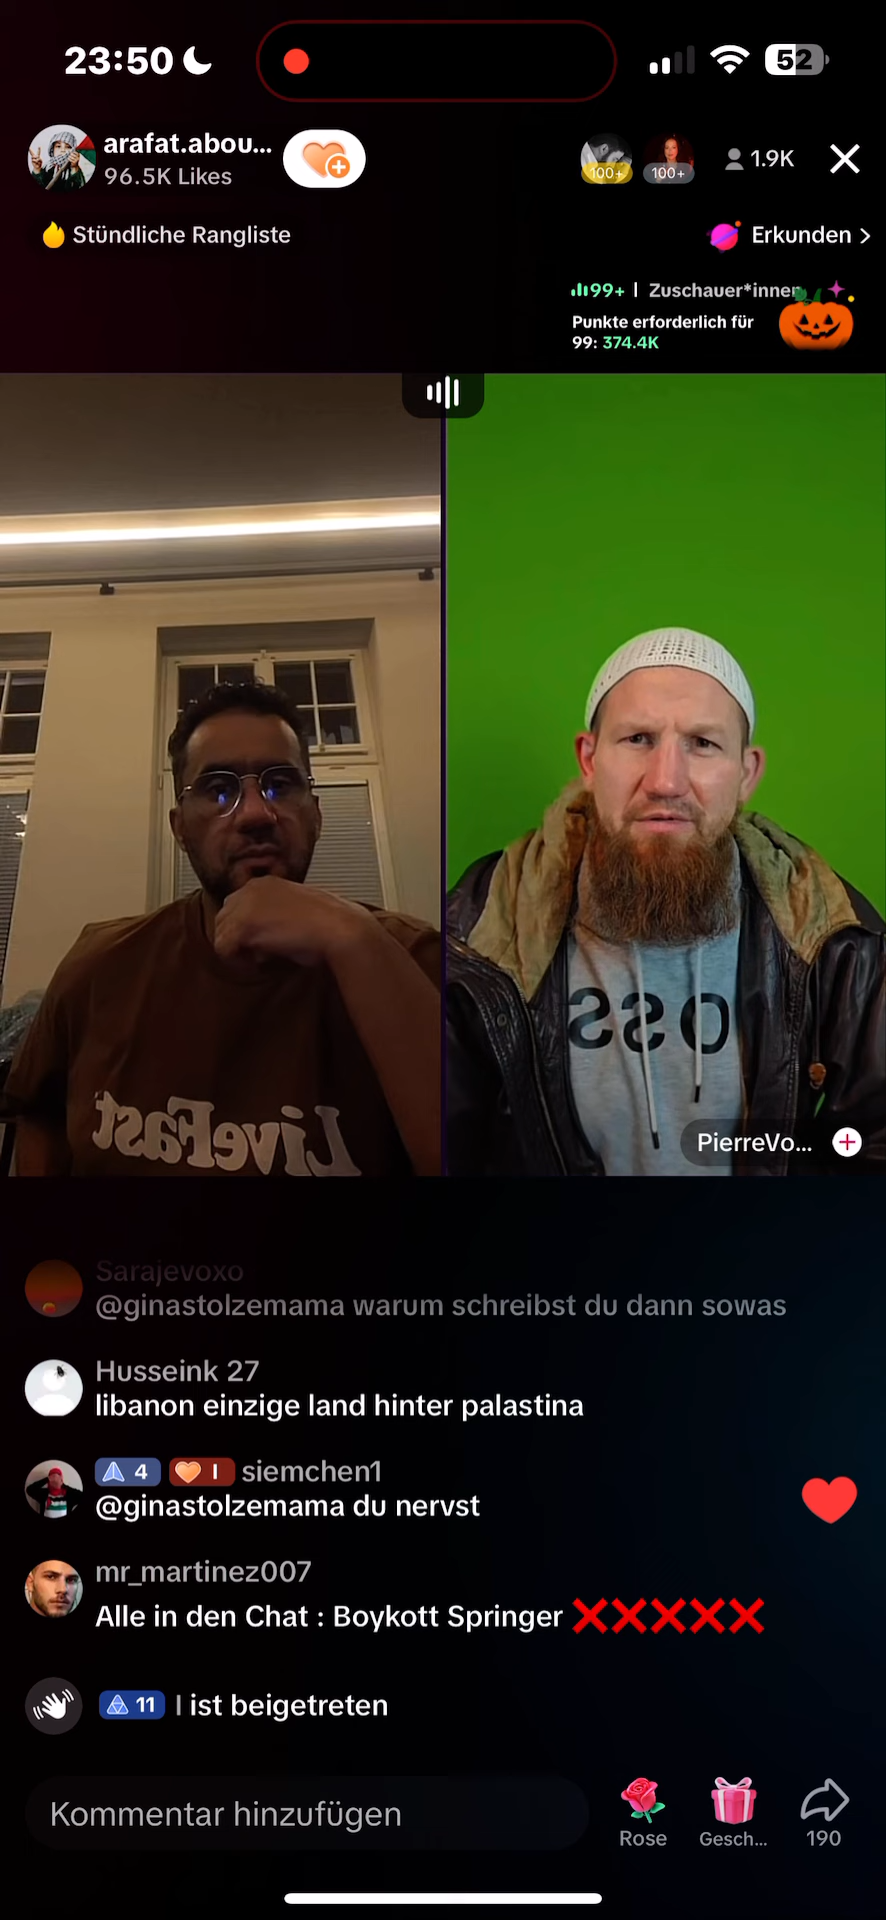 23:50
52
arafat.abou...
96.5K Likes
100+
100+
1.9K
Stündliche Rangliste
Erkunden >
99+ | Zuschauer*innen
Punkte erforderlich für
99: 374.4K
LiveFast
OSS
PierreVo...
Sarajevoxo
@ginastolzemama warum schreibst du dann sowas
Husseink 27
libanon einzige land hinter palastina
4 I siemchen1
@ginastolzemama du nervst
mr_martinez007
Alle in den Chat : Boykott Springer ❌❌❌❌❌
11 l ist beigetreten
Kommentar hinzufügen
Rose
Gesch...
190